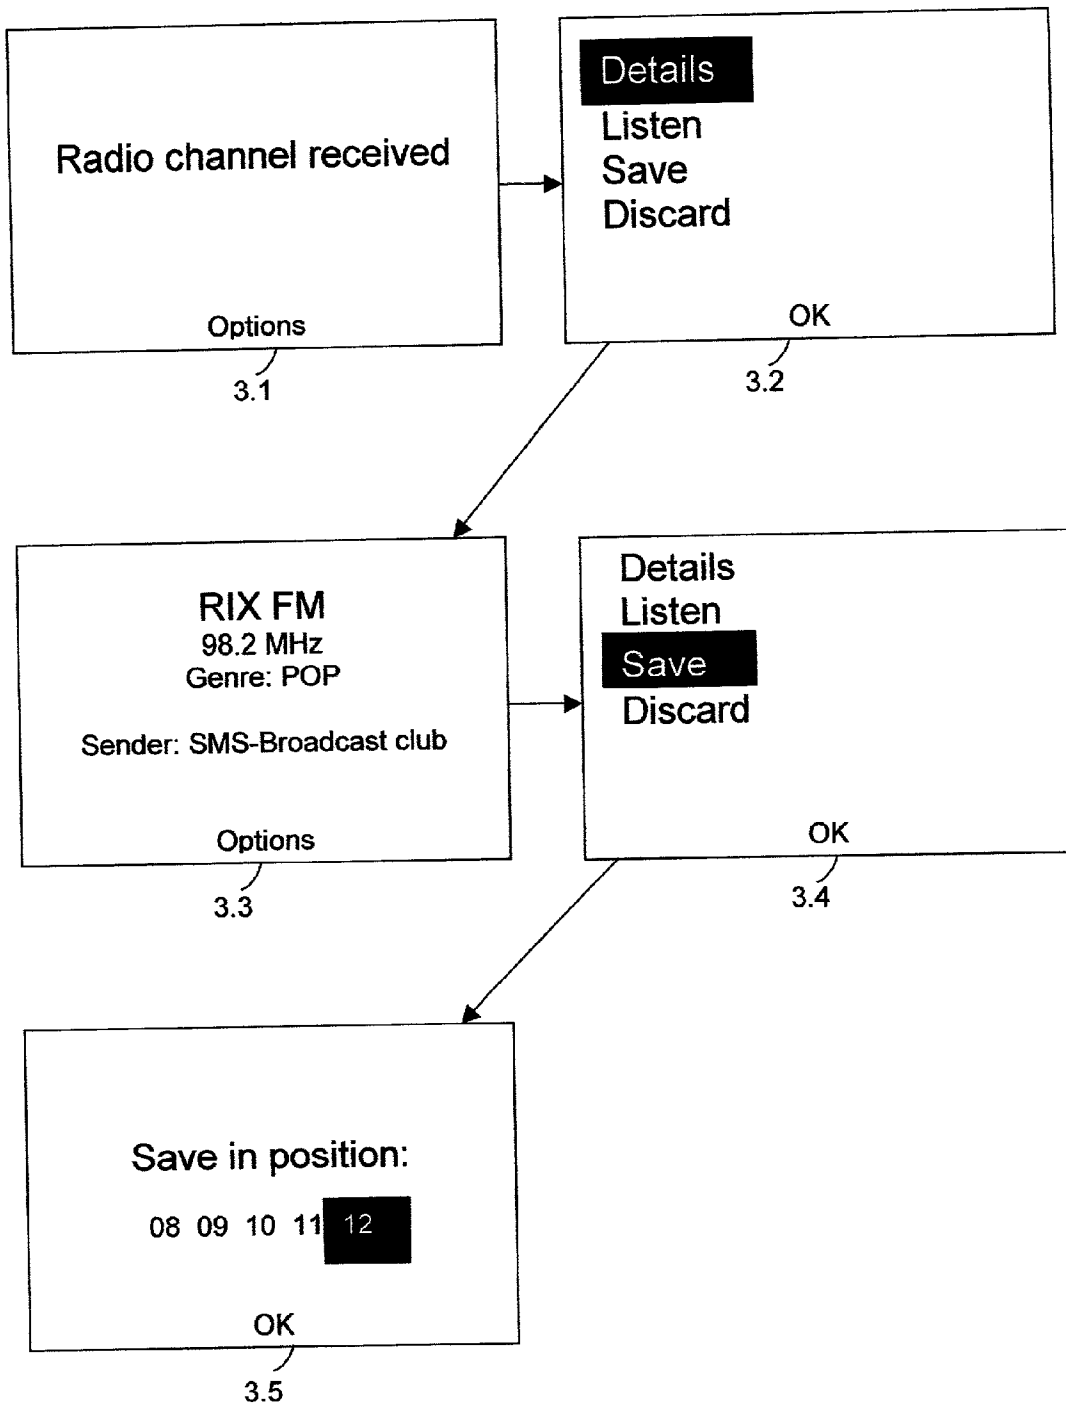 Radio channel received
Options
3.1
Details
Listen
Save
Discard
OK
3.2
RIX FM
98.2 MHz
Genre: POP
Sender: SMS-Broadcast club
Options
3.3
Details
Listen
Save
Discard
OK
3.4
Save in position:
08 09 10 11 12
OK
3.5